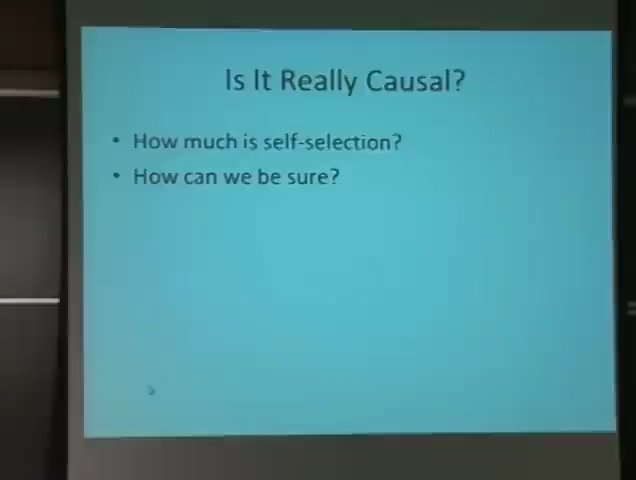 Is It Really Causal?
• How much is self-selection?
• How can we be sure?